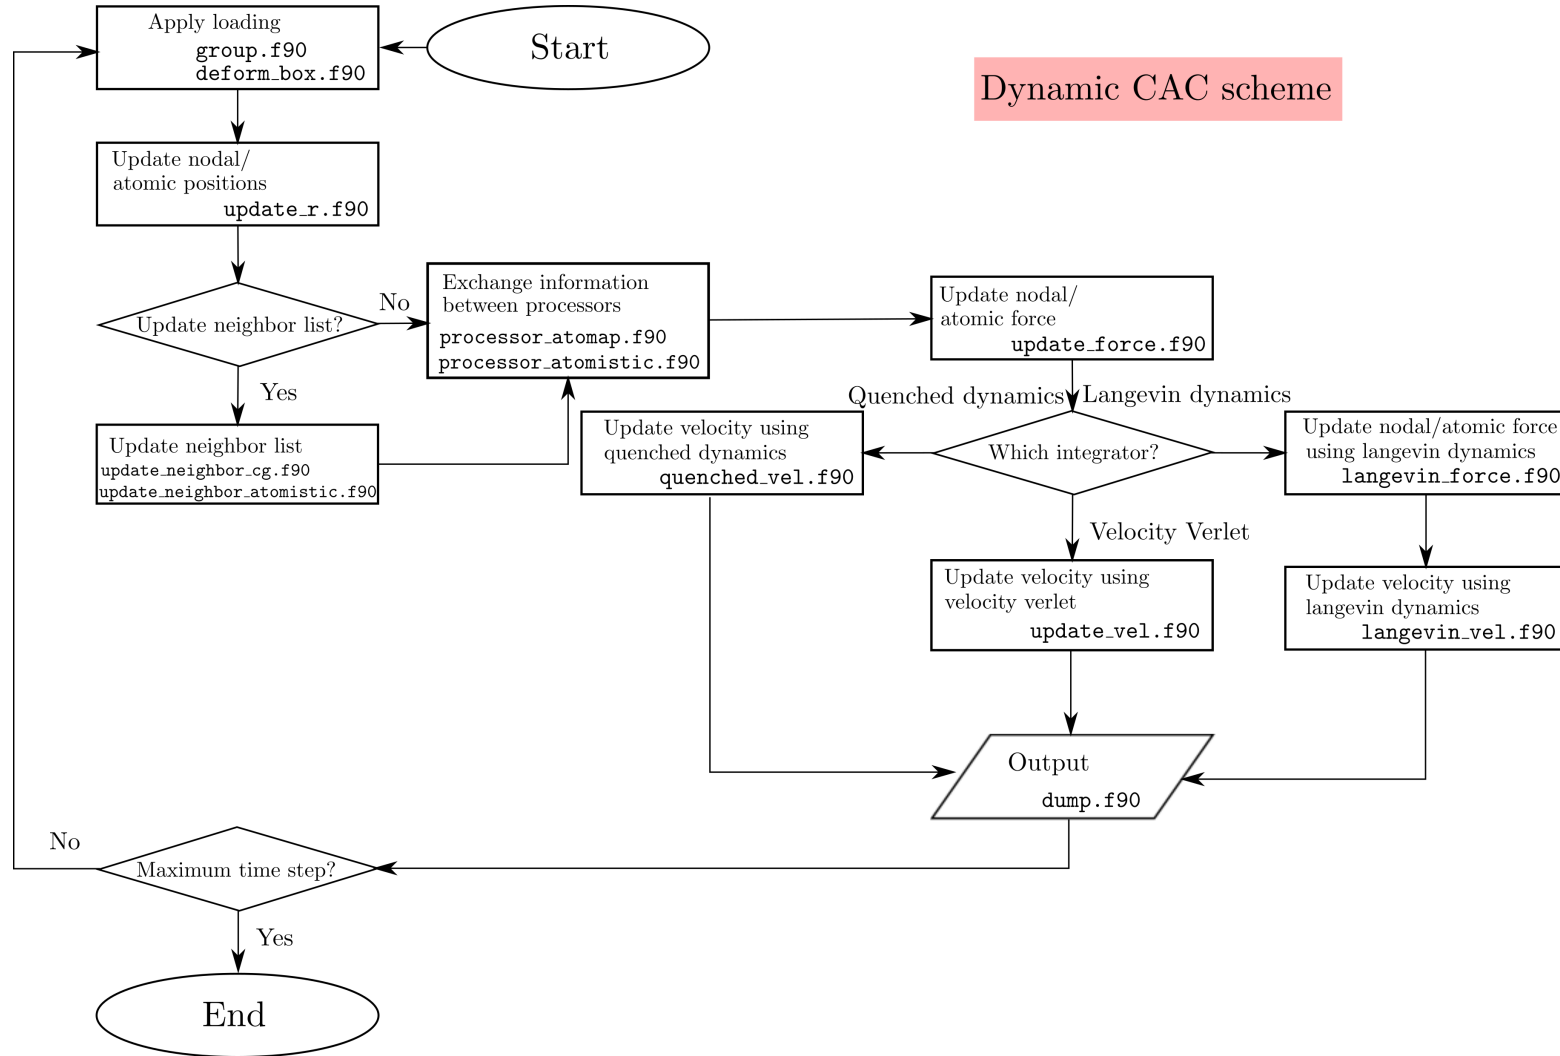 Apply loading
group.f90
deform_box.f90
Start
Dynamic CAC scheme
Update nodal/
atomic positions
update_r.f90
Update neighbor list?
No
Yes
Exchange information
between processors
processor_atomap.f90
processor_atomistic.f90
Update nodal/
atomic force
update_force.f90
Update neighbor list
update_neighbor_cg.f90
update_neighbor_atomistic.f90
Quenched dynamics
Langevin dynamics
Update velocity using
quenched dynamics
quenched_vel.f90
Which integrator?
Update nodal/atomic force
using langevin dynamics
langevin_force.f90
Velocity Verlet
Update velocity using
velocity verlet
update_vel.f90
Update velocity using
langevin dynamics
langevin_vel.f90
Output
dump.f90
No
Maximum time step?
Yes
End